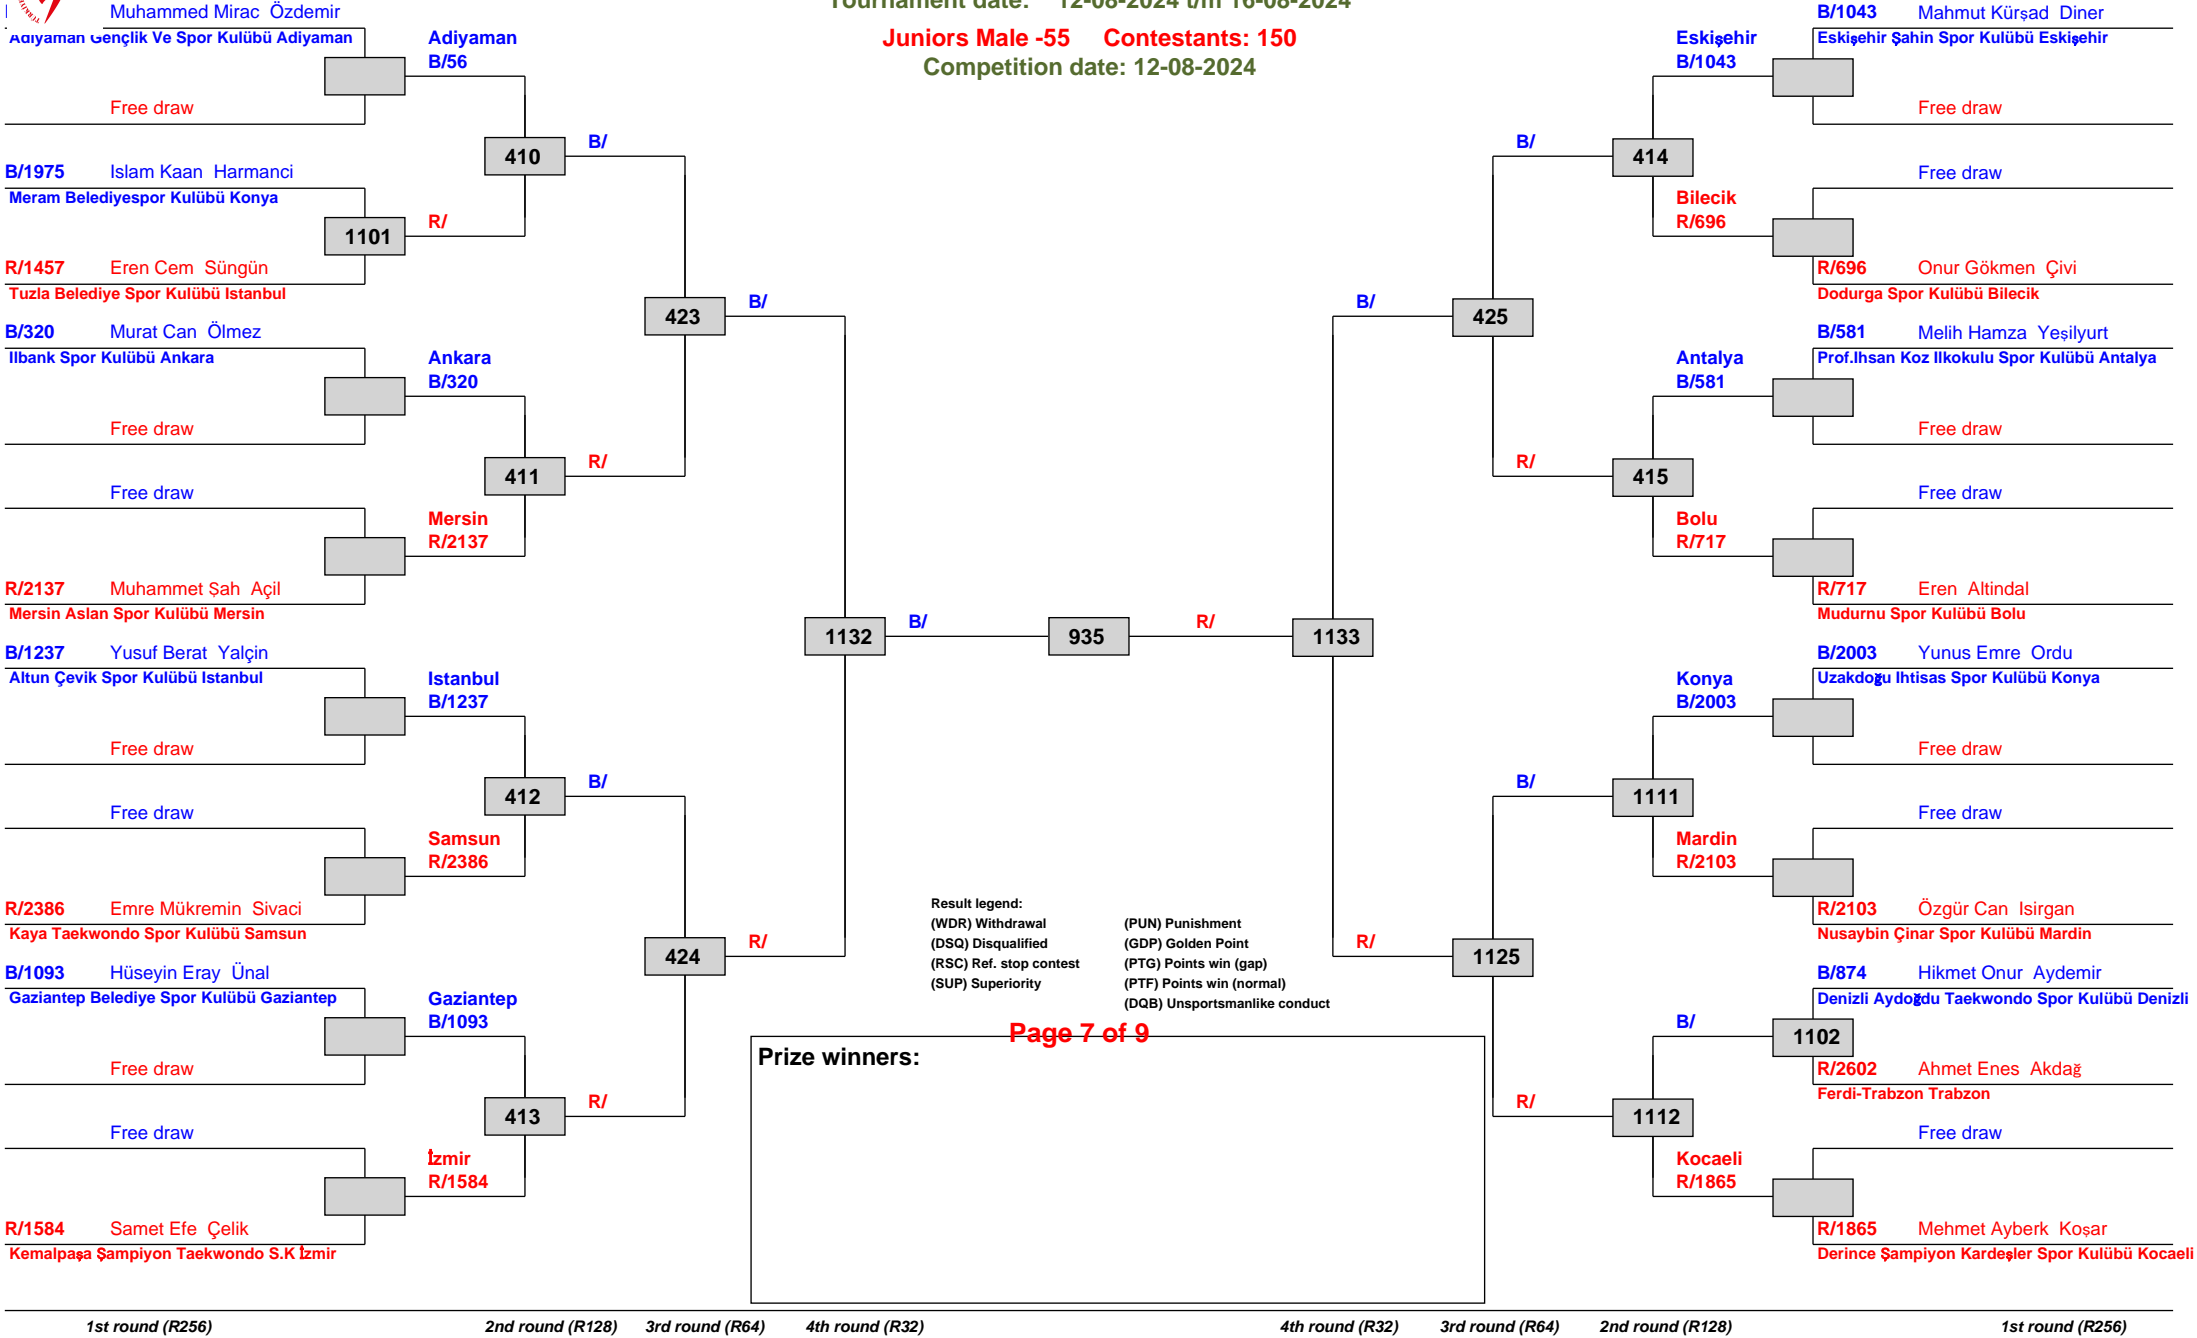 Tournament date: 12-08-2024 t/m 16-08-2024
Juniors Male -55 Contestants: 150
Competition date: 12-08-2024
Muhammed Mirac Özdemir
Adiyaman Gençlik Ve Spor Kulübü Adiyaman
Free draw
B/1975 Islam Kaan Harmanci
Meram Belediyespor Kulübü Konya
1101
R/1457 Eren Cem Süngün
Tuzla Belediye Spor Kulübü Istanbul
B/320 Murat Can Ölmez
Ilbank Spor Kulübü Ankara
Free draw
Free draw
R/2137 Muhammet Şah Açil
Mersin Aslan Spor Kulübü Mersin
B/1237 Yusuf Berat Yalçin
Altun Çevik Spor Kulübü Istanbul
Free draw
Free draw
R/2386 Emre Mükremin Sivaci
Kaya Taekwondo Spor Kulübü Samsun
B/1093 Hüseyin Eray Ünal
Gaziantep Belediye Spor Kulübü Gaziantep
Free draw
Free draw
R/1584 Samet Efe Çelik
Kemalpaşa Şampiyon Taekwondo S.K İzmir
Adiyaman
B/56
410
R/
Ankara
B/320
411
Mersin
R/2137
Istanbul
B/1237
412
Samsun
R/2386
Gaziantep
B/1093
413
İzmir
R/1584
B/
423
R/
B/
424
R/
B/
1132
R/
B/
935
R/
1133
B/
R/
B/
425
R/
B/
1125
R/
Eskişehir
B/1043
414
Bilecik
R/696
Antalya
B/581
415
Bolu
R/717
Konya
B/2003
1111
Mardin
R/2103
B/
1112
Kocaeli
R/1865
B/1043 Mahmut Kürşad Diner
Eskişehir Şahin Spor Kulübü Eskişehir
Free draw
Free draw
R/696 Onur Gökmen Çivi
Dodurga Spor Kulübü Bilecik
B/581 Melih Hamza Yeşilyurt
Prof.Ihsan Koz Ilkokulu Spor Kulübü Antalya
Free draw
Free draw
R/717 Eren Altindal
Mudurnu Spor Kulübü Bolu
B/2003 Yunus Emre Ordu
Uzakdoğu Ihtisas Spor Kulübü Konya
Free draw
Free draw
R/2103 Özgür Can Isirgan
Nusaybin Çinar Spor Kulübü Mardin
B/874 Hikmet Onur Aydemir
Denizli Aydoğdu Taekwondo Spor Kulübü Denizli
1102
R/2602 Ahmet Enes Akdağ
Ferdi-Trabzon Trabzon
Free draw
R/1865 Mehmet Ayberk Koşar
Derince Şampiyon Kardeşler Spor Kulübü Kocaeli
Result legend:
(WDR) Withdrawal (PUN) Punishment
(DSQ) Disqualified (GDP) Golden Point
(RSC) Ref. stop contest (PTG) Points win (gap)
(SUP) Superiority (PTF) Points win (normal)
(DQB) Unsportsmanlike conduct
Page 7 of 9
Prize winners:
1st round (R256) 2nd round (R128) 3rd round (R64) 4th round (R32) 4th round (R32) 3rd round (R64) 2nd round (R128) 1st round (R256)